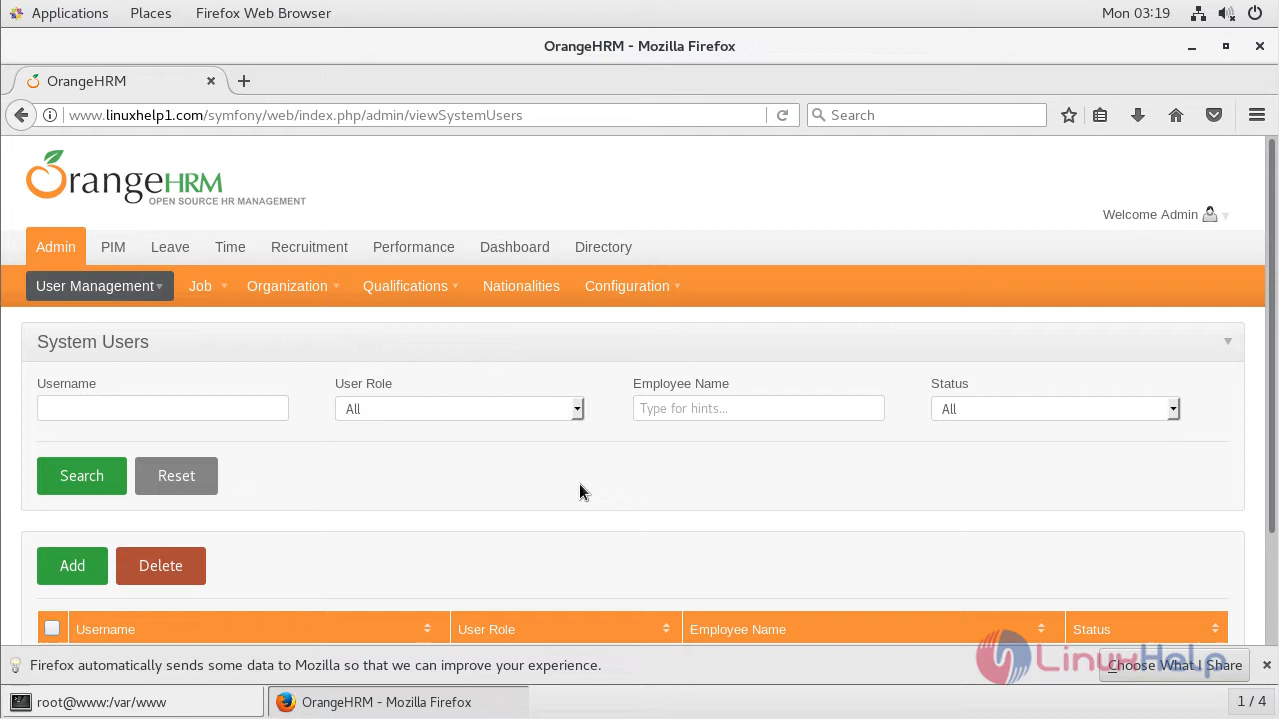 Applications Places Firefox Web Browser Mon 03:19
OrangeHRM - Mozilla Firefox
OrangeHRM
www.linuxhelp1.com/symfony/web/index.php/admin/viewSystemUsers Search
OrangeHRM
OPEN SOURCE HR MANAGEMENT
Welcome Admin
Admin PIM Leave Time Recruitment Performance Dashboard Directory
User Management Job Organization Qualifications Nationalities Configuration
System Users
Username User Role Employee Name Status
All Type for hints... All
Search Reset
Add Delete
Username User Role Employee Name Status
Firefox automatically sends some data to Mozilla so that we can improve your experience. Choose What I Share
LinuxHelp
root@www:/var/www OrangeHRM - Mozilla Firefox 1 / 4